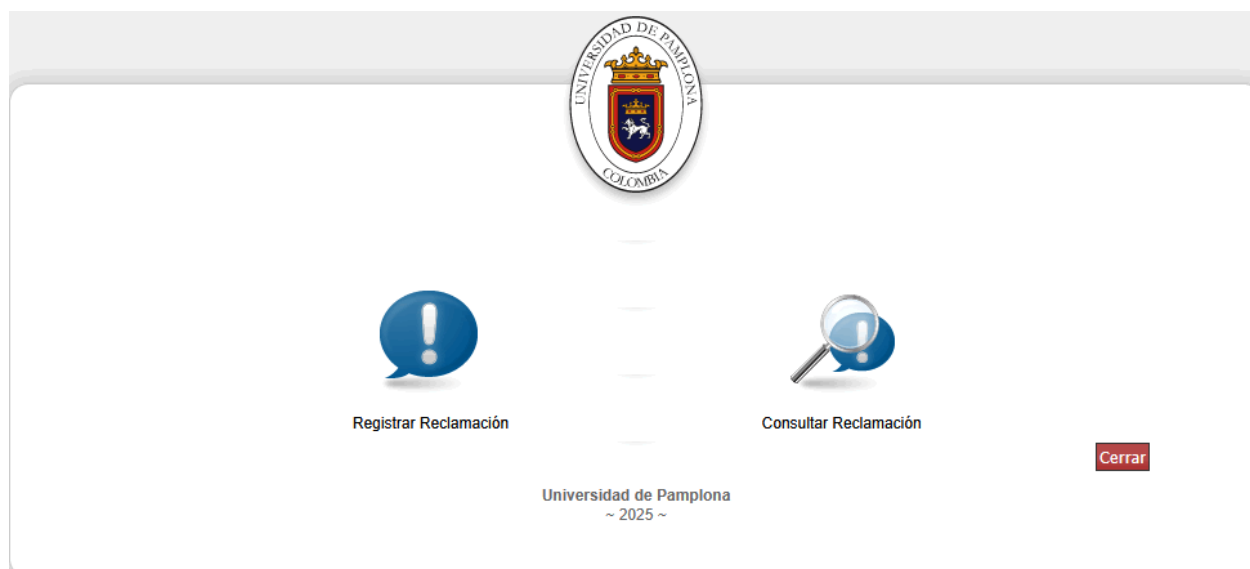 UNIVERSIDAD DE PAMPLONA
COLOMBIA
Registrar Reclamación
Consultar Reclamación
Cerrar
Universidad de Pamplona
~ 2025 ~